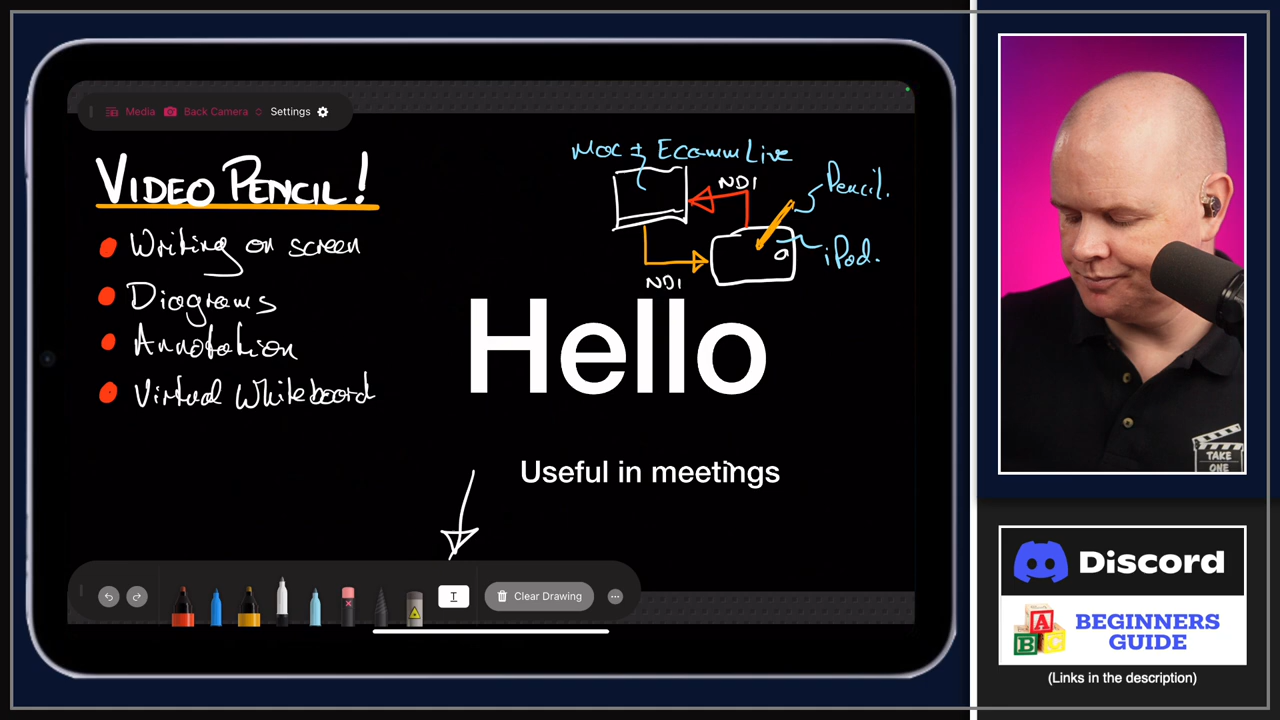 Media Back Camera Settings
VIDEO PENCIL!
Writing on screen
Diagrams
Annotation
Virtual Whiteboard
Mac + Ecamm Live
NDI
Pencil.
iPad.
NDI
Hello
Useful in meetings
Clear Drawing
TAKE
ONE
Discord
A
B
C
BEGINNERS
GUIDE
(Links in the description)